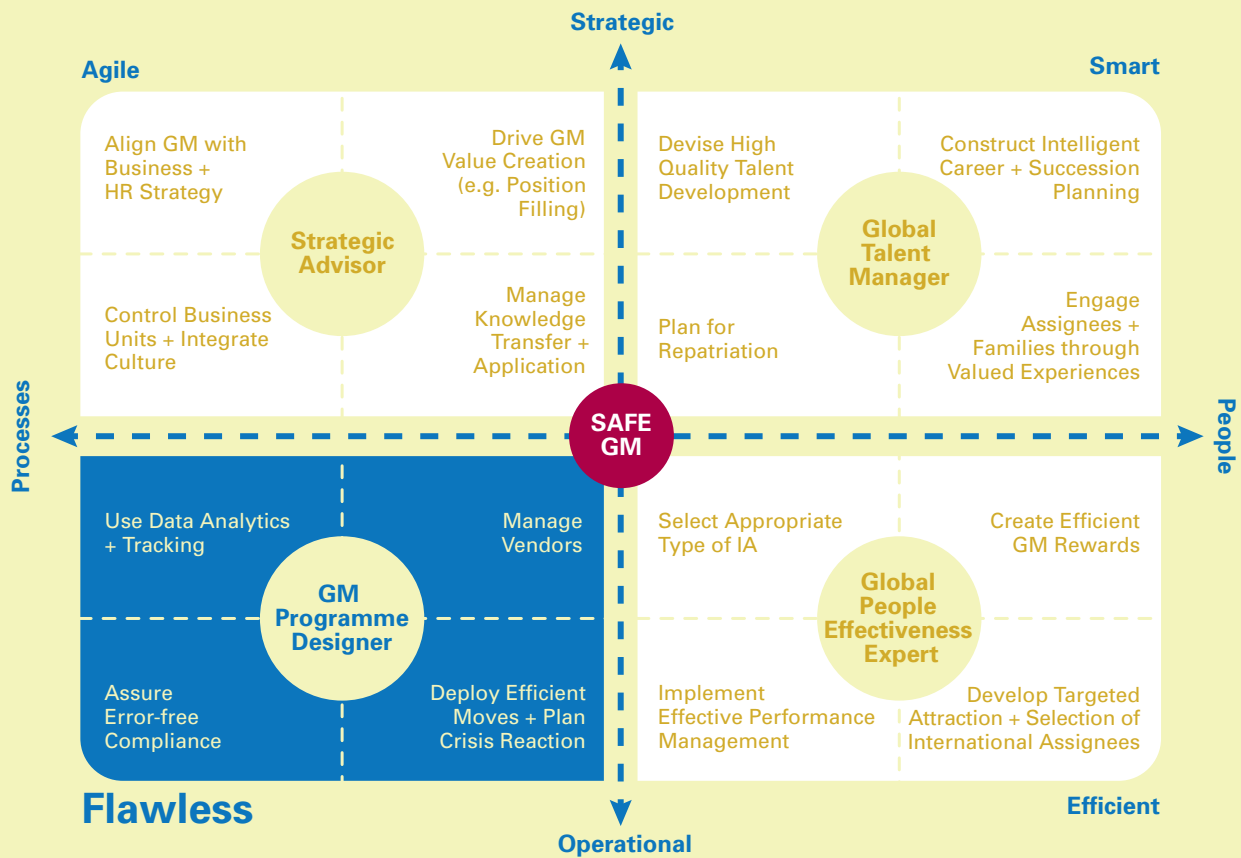 Strategic
Agile
Smart
Align GM with
Business +
HR Strategy
Drive GM
Value Creation
(e.g. Position
Filling)
Strategic
Advisor
Control Business
Units + Integrate
Culture
Manage
Knowledge
Transfer +
Application
Devise High
Quality Talent
Development
Construct Intelligent
Career + Succession
Planning
Global
Talent
Manager
Plan for
Repatriation
Engage
Assignees +
Families through
Valued Experiences
Processes
SAFE
GM
People
Use Data Analytics
+ Tracking
Manage
Vendors
GM
Programme
Designer
Assure
Error-free
Compliance
Deploy Efficient
Moves + Plan
Crisis Reaction
Select Appropriate
Type of IA
Create Efficient
GM Rewards
Global
People
Effectiveness
Expert
Implement
Effective Performance
Management
Develop Targeted
Attraction + Selection of
International Assignees
Flawless
Efficient
Operational